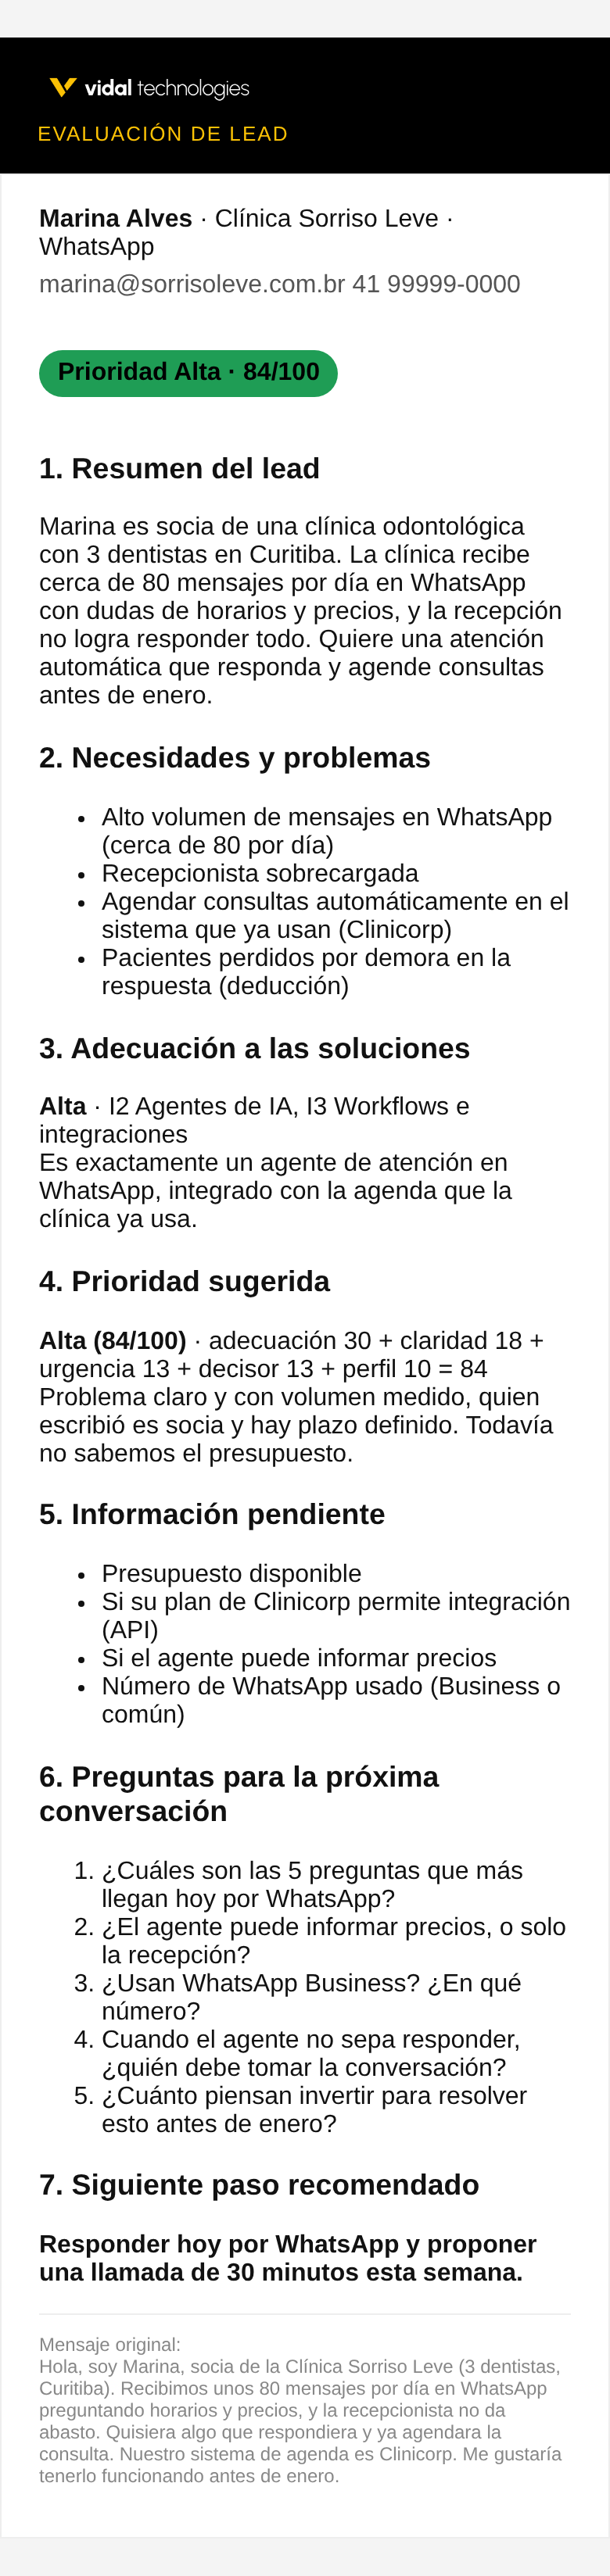 vidal technologies
EVALUACIÓN DE LEAD
Marina Alves · Clínica Sorriso Leve ·
WhatsApp
marina@sorrisoleve.com.br 41 99999-0000
Prioridad Alta · 84/100
1. Resumen del lead
Marina es socia de una clínica odontológica
con 3 dentistas en Curitiba. La clínica recibe
cerca de 80 mensajes por día en WhatsApp
con dudas de horarios y precios, y la recepción
no logra responder todo. Quiere una atención
automática que responda y agende consultas
antes de enero.
2. Necesidades y problemas
• Alto volumen de mensajes en WhatsApp
(cerca de 80 por día)
• Recepcionista sobrecargada
• Agendar consultas automáticamente en el
sistema que ya usan (Clinicorp)
• Pacientes perdidos por demora en la
respuesta (deducción)
3. Adecuación a las soluciones
Alta · I2 Agentes de IA, I3 Workflows e
integraciones
Es exactamente un agente de atención en
WhatsApp, integrado con la agenda que la
clínica ya usa.
4. Prioridad sugerida
Alta (84/100) · adecuación 30 + claridad 18 +
urgencia 13 + decisor 13 + perfil 10 = 84
Problema claro y con volumen medido, quien
escribió es socia y hay plazo definido. Todavía
no sabemos el presupuesto.
5. Información pendiente
• Presupuesto disponible
• Si su plan de Clinicorp permite integración
(API)
• Si el agente puede informar precios
• Número de WhatsApp usado (Business o
común)
6. Preguntas para la próxima
conversación
1. ¿Cuáles son las 5 preguntas que más
llegan hoy por WhatsApp?
2. ¿El agente puede informar precios, o solo
la recepción?
3. ¿Usan WhatsApp Business? ¿En qué
número?
4. Cuando el agente no sepa responder,
¿quién debe tomar la conversación?
5. ¿Cuánto piensan invertir para resolver
esto antes de enero?
7. Siguiente paso recomendado
Responder hoy por WhatsApp y proponer
una llamada de 30 minutos esta semana.
Mensaje original:
Hola, soy Marina, socia de la Clínica Sorriso Leve (3 dentistas,
Curitiba). Recibimos unos 80 mensajes por día en WhatsApp
preguntando horarios y precios, y la recepcionista no da
abasto. Quisiera algo que respondiera y ya agendara la
consulta. Nuestro sistema de agenda es Clinicorp. Me gustaría
tenerlo funcionando antes de enero.